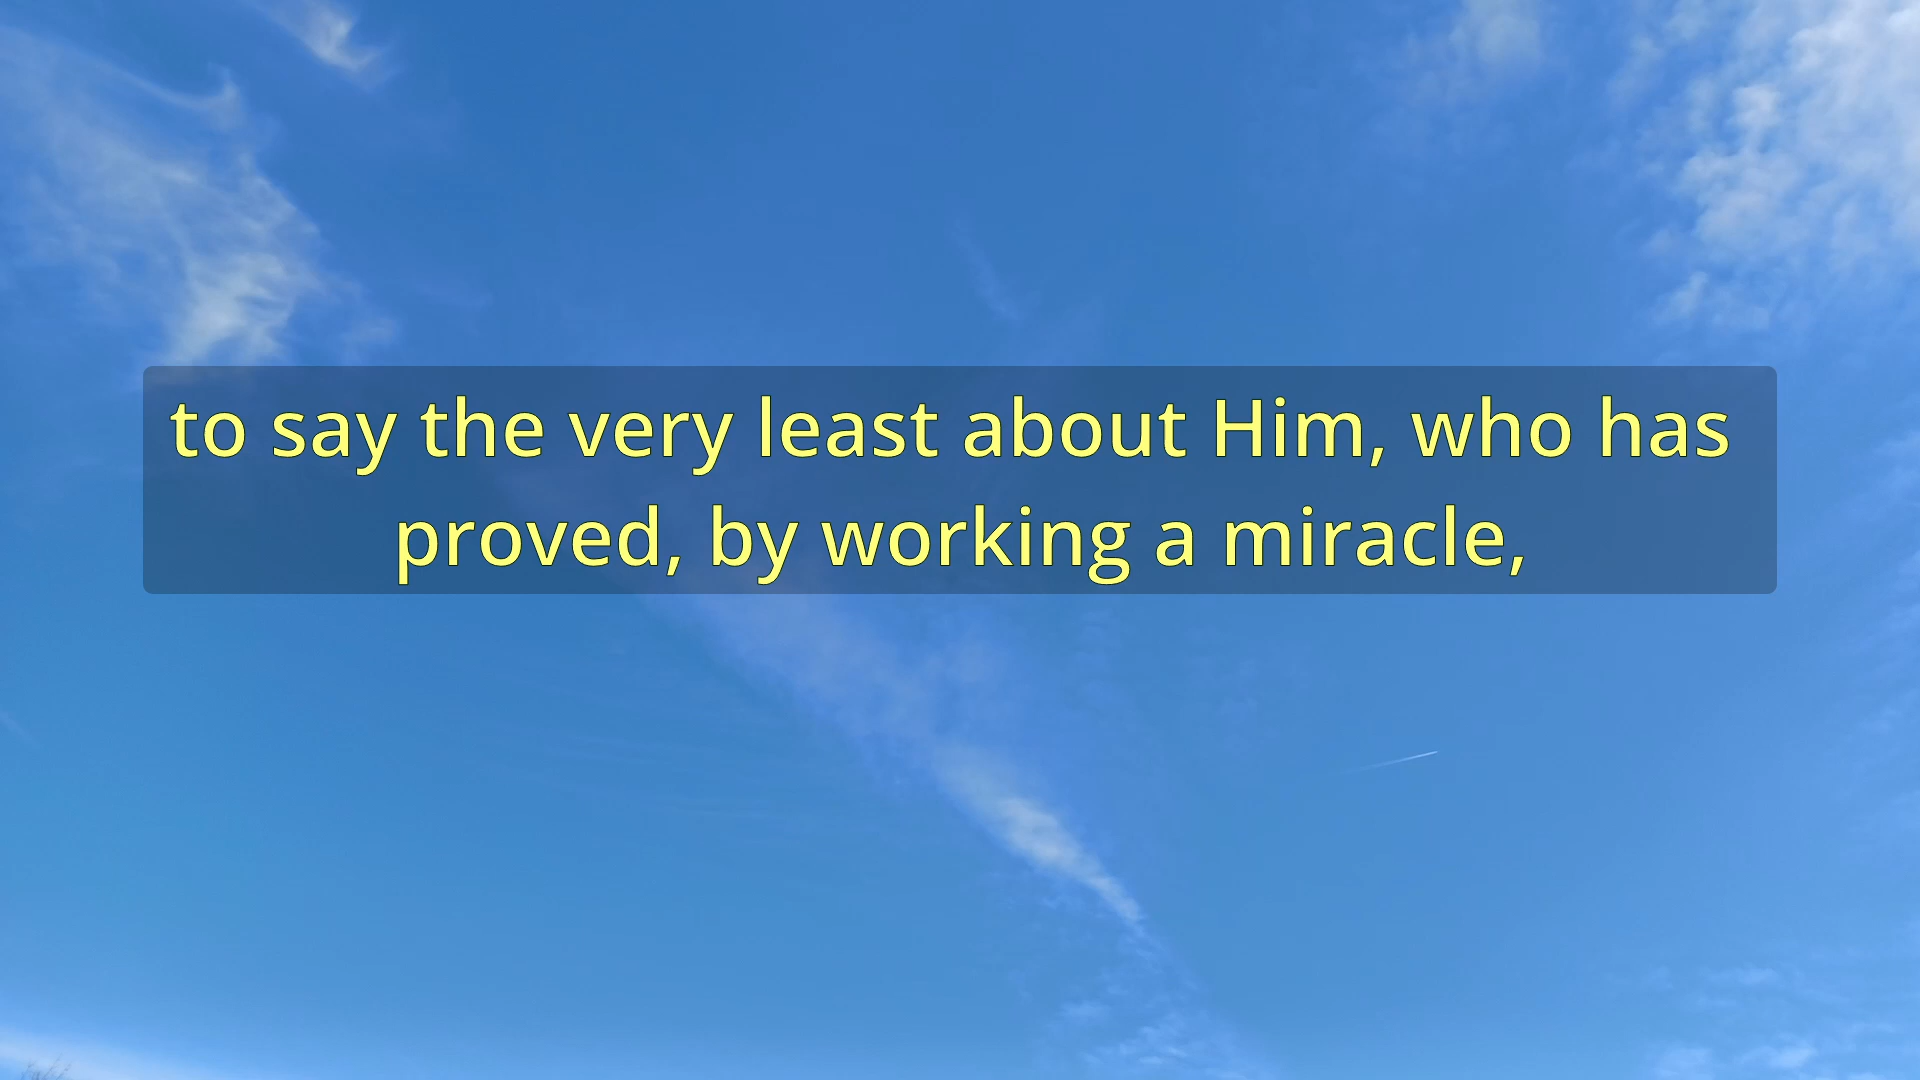 to say the very least about Him, who has
proved, by working a miracle,